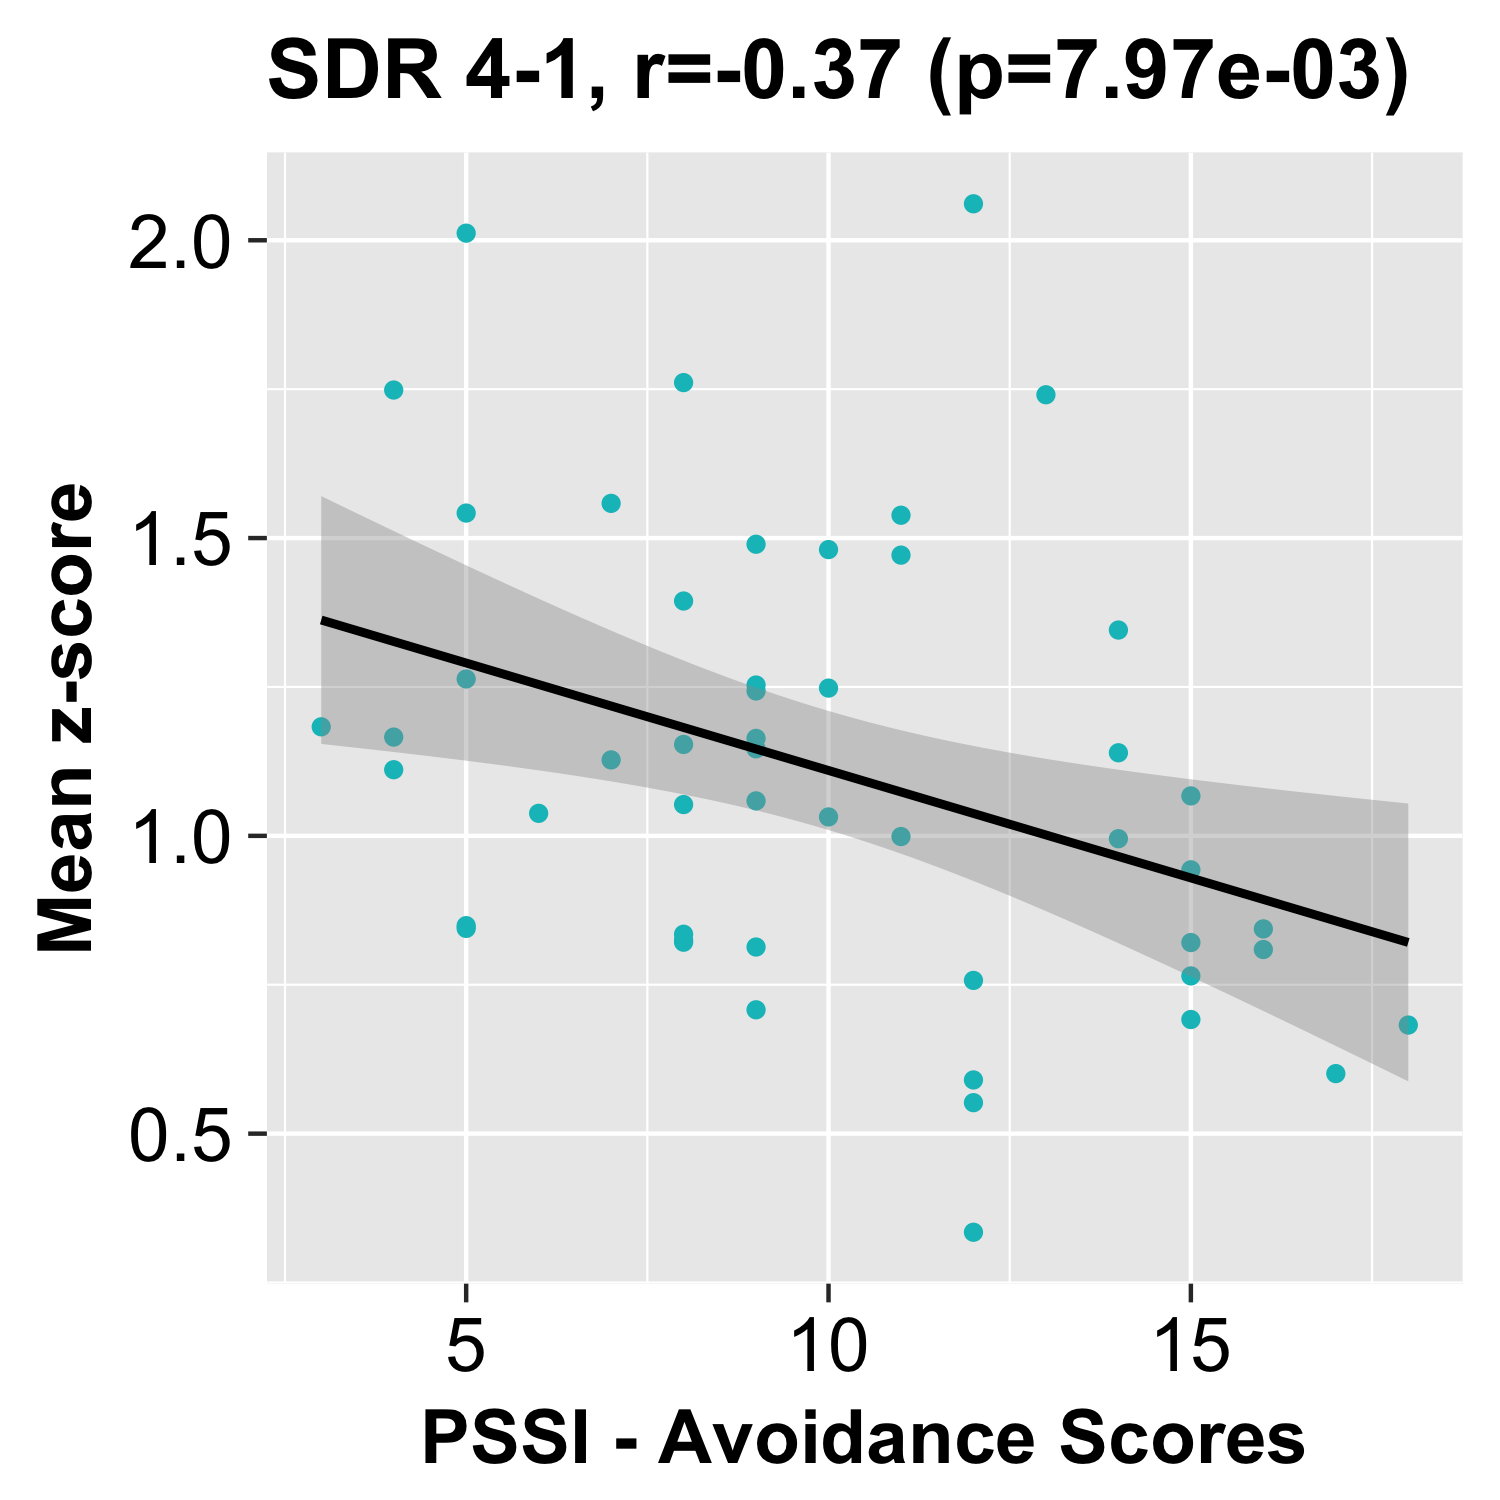 SDR 4-1, r=-0.37 (p=7.97e-03)
Mean z-score
2.0
1.5
1.0
0.5
5 10 15
PSSI - Avoidance Scores